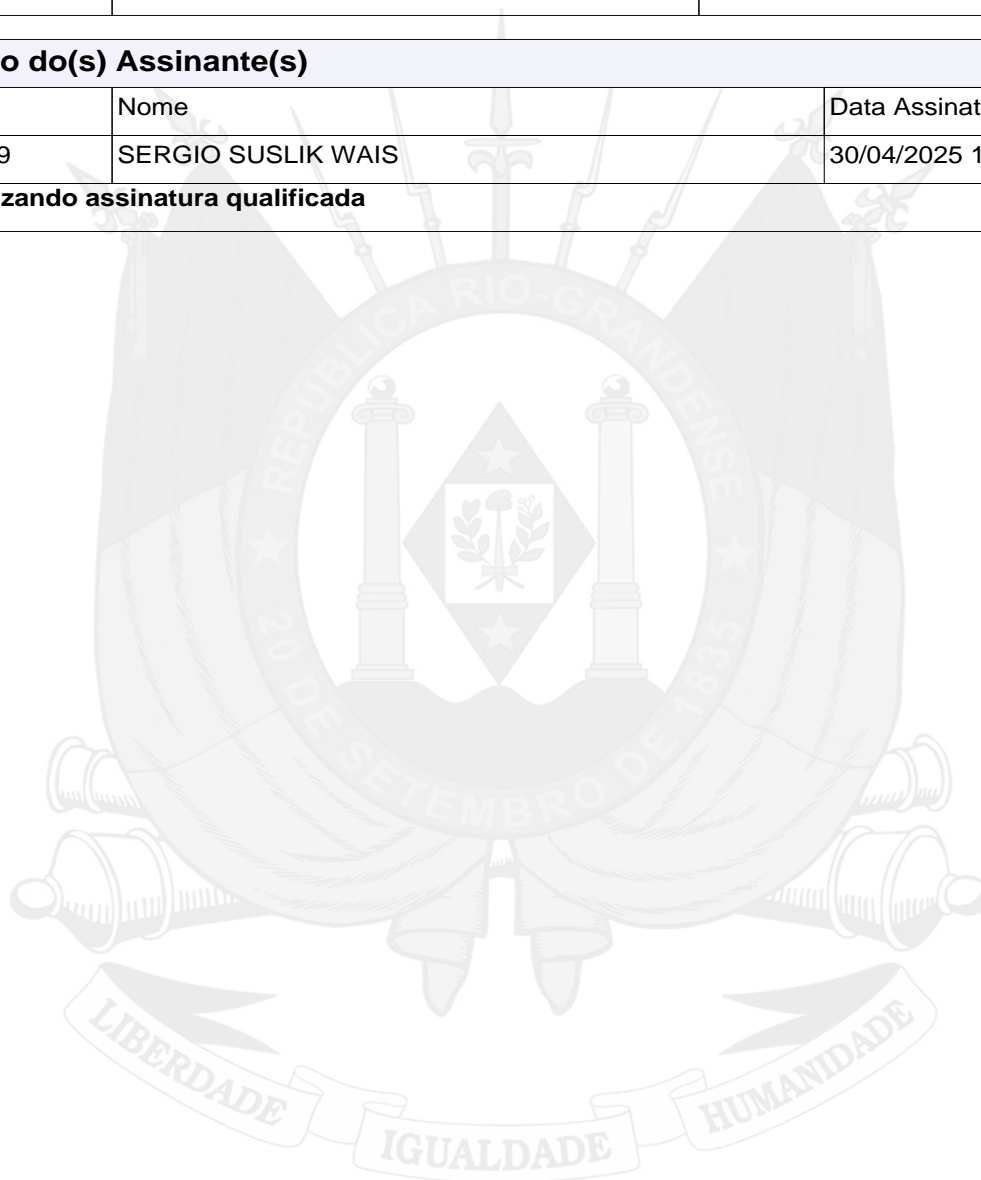 o do(s) Assinante(s)
Nome Data Assinat
9 SERGIO SUSLIK WAIS 30/04/2025 1
zando assinatura qualificada
REPÚBLICA RIO-GRANDENSE
20 DE SETEMBRO DE 1835
LIBERDADE IGUALDADE HUMANIDADE